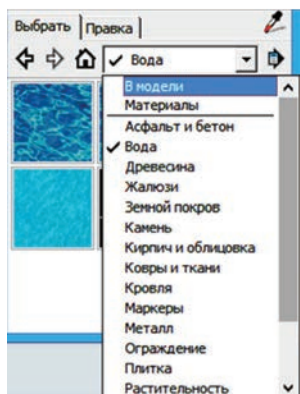 Выбрать Правка
Вода
В модели
Материалы
Асфальт и бетон
Вода
Древесина
Жалюзи
Земной покров
Камень
Кирпич и облицовка
Ковры и ткани
Кровля
Маркеры
Металл
Ограждение
Плитка
Растительность